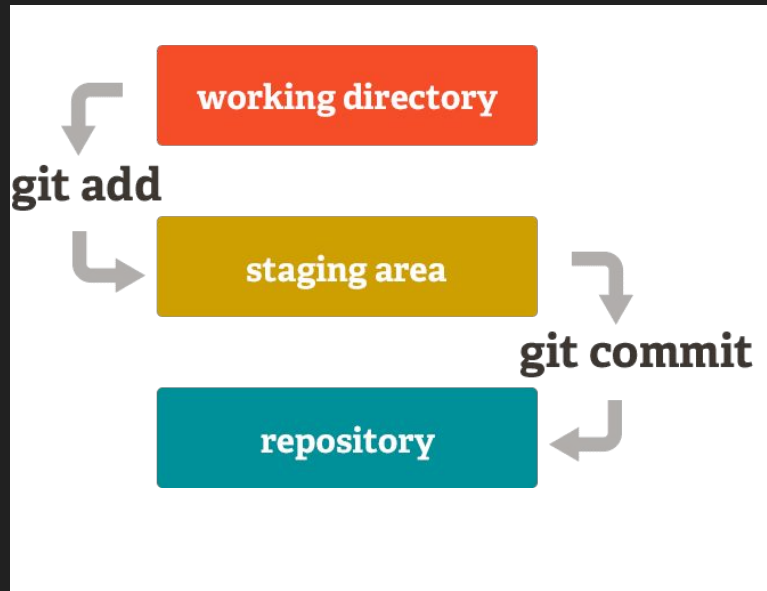 working directory
git add
staging area
git commit
repository